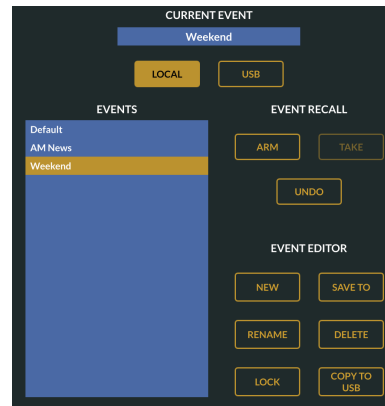 CURRENT EVENT
Weekend
LOCAL
USB
EVENTS
Default
AM News
Weekend
EVENT RECALL
ARM
TAKE
UNDO
EVENT EDITOR
NEW
SAVE TO
RENAME
DELETE
LOCK
COPY TO
USB